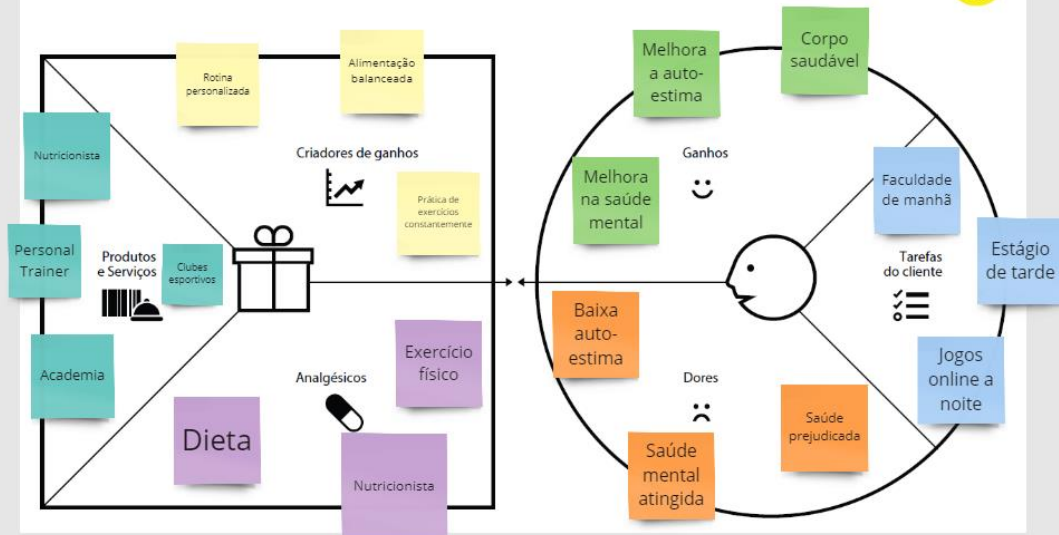 Rotina
personalizada
Alimentação
balanceada
Nutricionista
Criadores de ganhos
Prática de
exercícios
constantemente
Personal
Trainer
Produtos
e Serviços
Clubes
esportivos
Academia
Analgésicos
Exercício
físico
Dieta
Nutricionista
Melhora
a auto-
estima
Corpo
saudável
Ganhos
Melhora
na saúde
mental
Faculdade
de manhã
Tarefas
do cliente
Estágio
de tarde
Jogos
online a
noite
Baixa
auto-
estima
Dores
Saúde
prejudicada
Saúde
mental
atingida